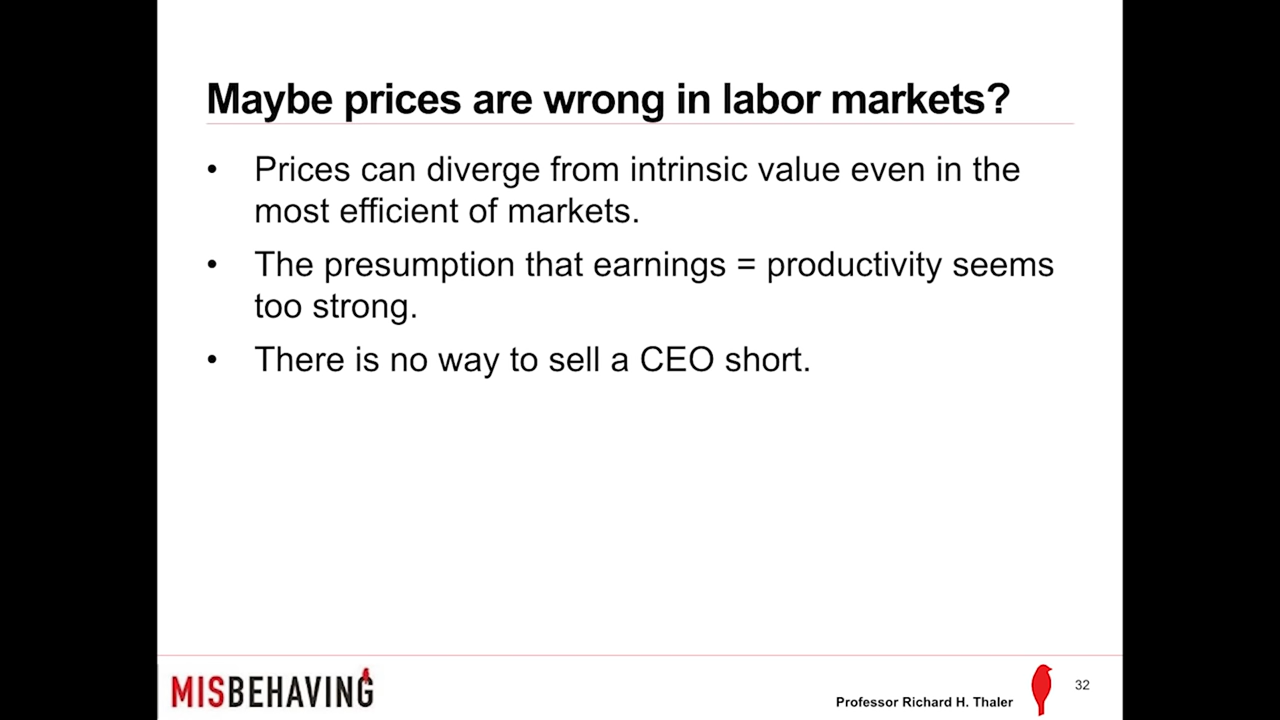 Maybe prices are wrong in labor markets?
• Prices can diverge from intrinsic value even in the
most efficient of markets.
• The presumption that earnings = productivity seems
too strong.
• There is no way to sell a CEO short.
MISBEHAVING
Professor Richard H. Thaler
32